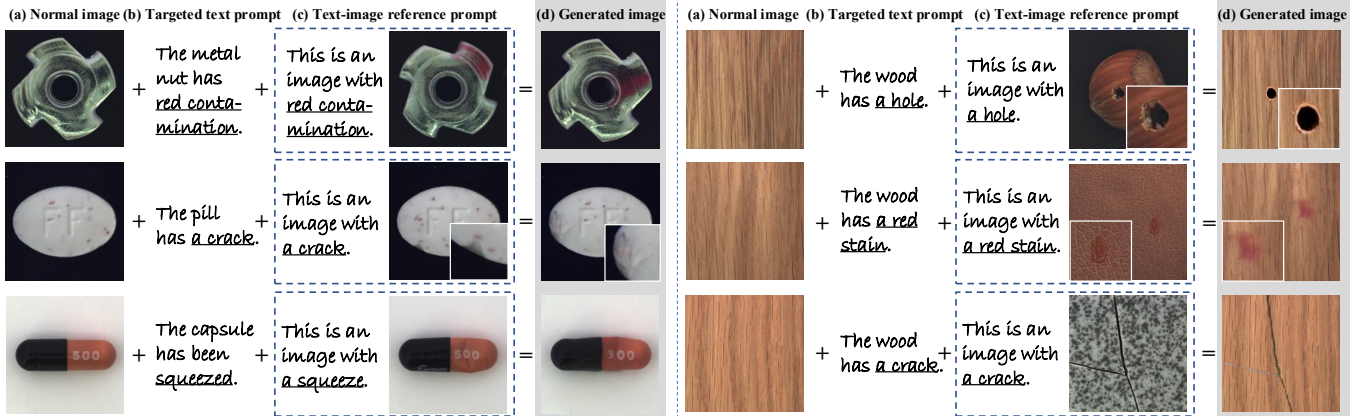 (a) Normal image (b) Targeted text prompt (c) Text-image reference prompt (d) Generated image
The metal
nut has
red conta-
mination.
+
+
This is an
image with
red conta-
mination.
=
The pill
has a crack.
+
+
This is an
image with
a crack.
FF
FF
=
The capsule
has been
squeezed.
+
+
This is an
image with
a squeeze.
500
500
=
500
(a) Normal image (b) Targeted text prompt (c) Text-image reference prompt (d) Generated image
+
The wood
has a hole.
+
This is an
image with
a hole.
=
+
The wood
has a red
stain.
+
This is an
image with
a red stain.
=
+
The wood
has a crack.
+
This is an
image with
a crack.
=